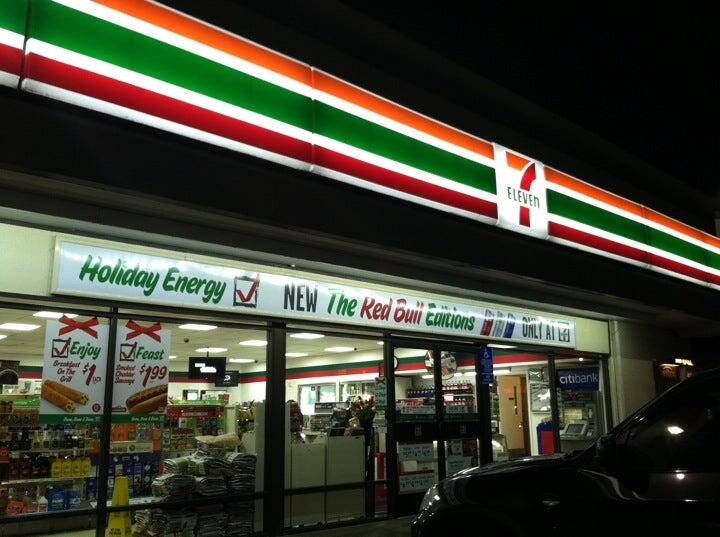 7
ELEVEn
Holiday Energy NEW The Red Bull Editions ONLY AT
Enjoy
Breakfast
On The
Grill
$1
Feast
Smoked
Cheddar
Sausage
$1 99
citibank